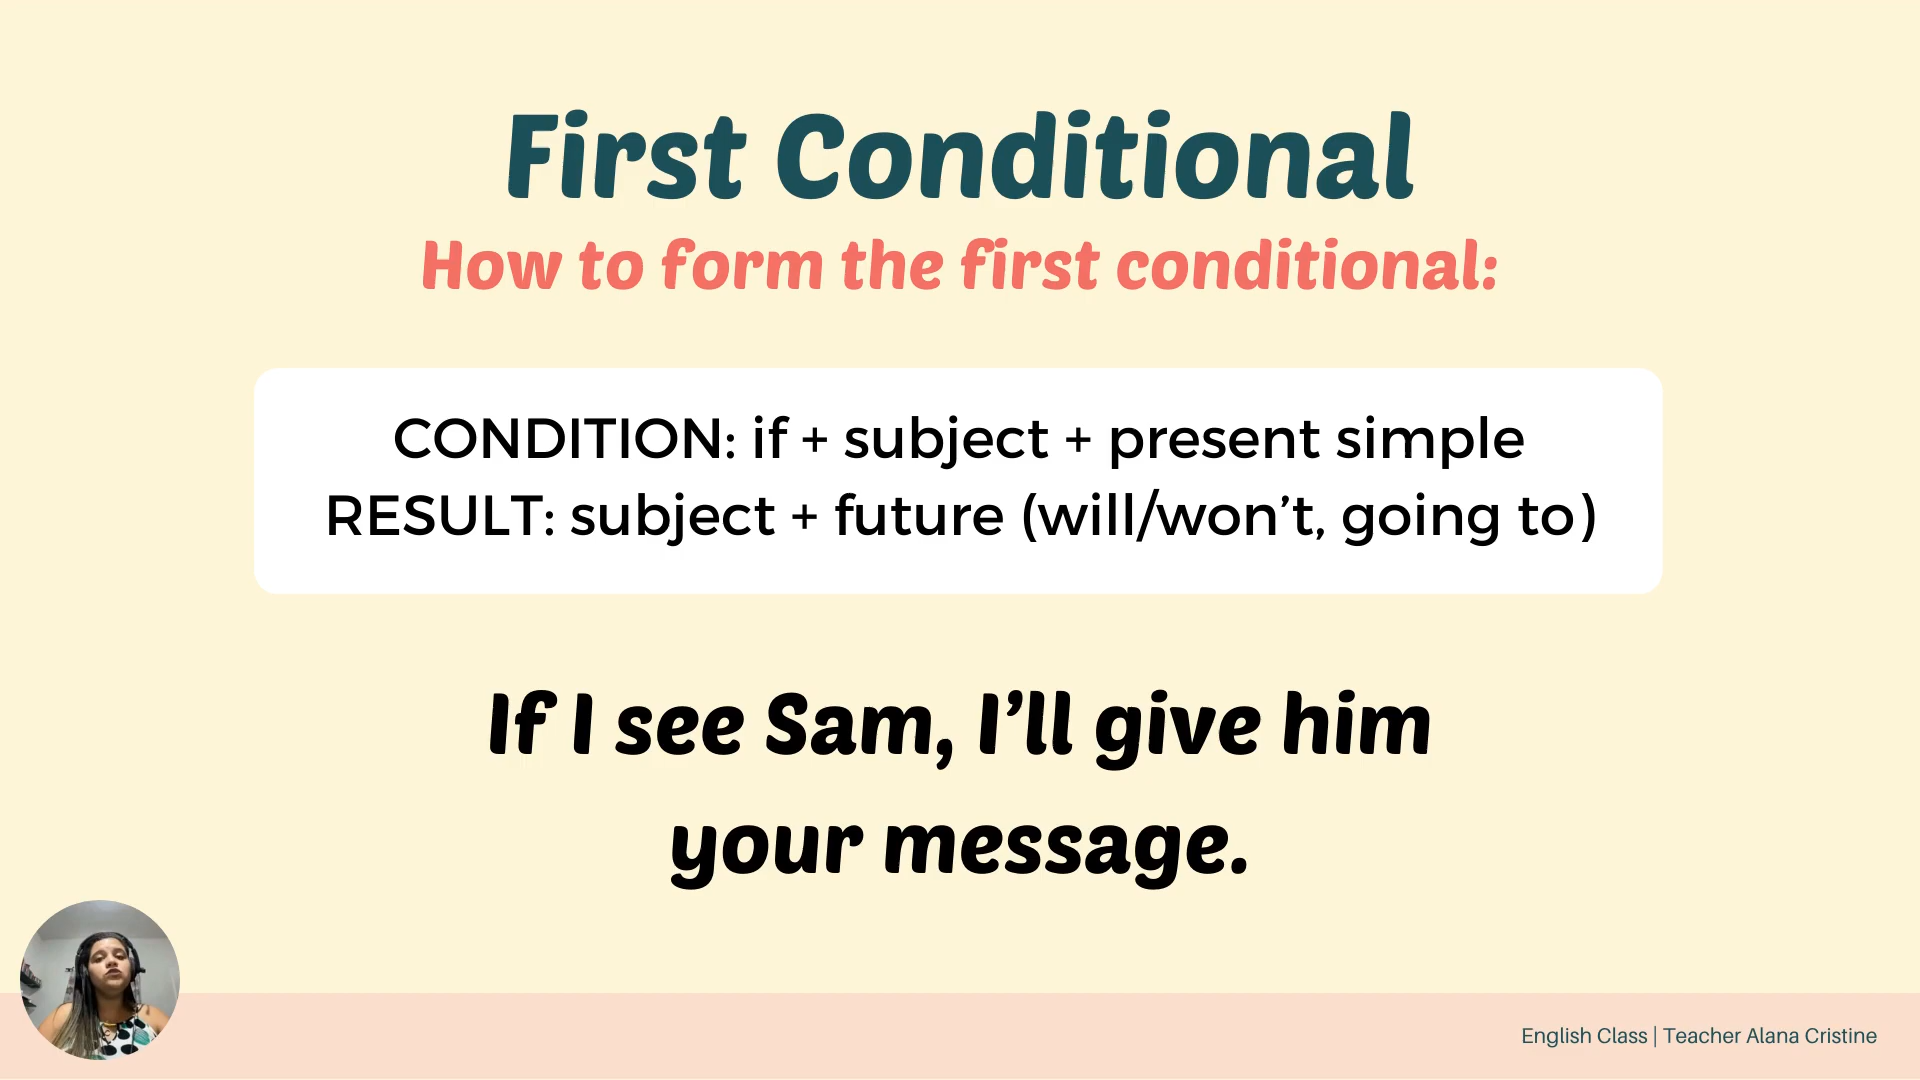 First Conditional
How to form the first conditional:
CONDITION: if + subject + present simple
RESULT: subject + future (will/won’t, going to)
If I see Sam, I’ll give him
your message.
English Class | Teacher Alana Cristine